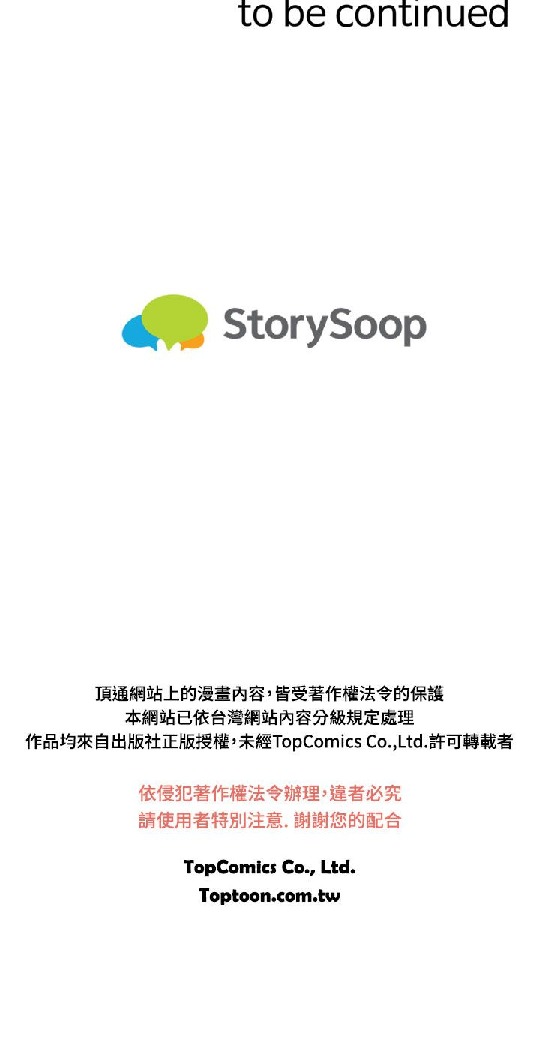 to be continued
StorySoop
頂通網站上的漫畫內容，皆受著作權法令的保護
本網站已依台灣網站內容分級規定處理
作品均來自出版社正版授權，未經TopComics Co.,Ltd.許可轉載者
依侵犯著作權法令辦理，違者必究
請使用者特別注意. 謝謝您的配合
TopComics Co., Ltd.
Toptoon.com.tw